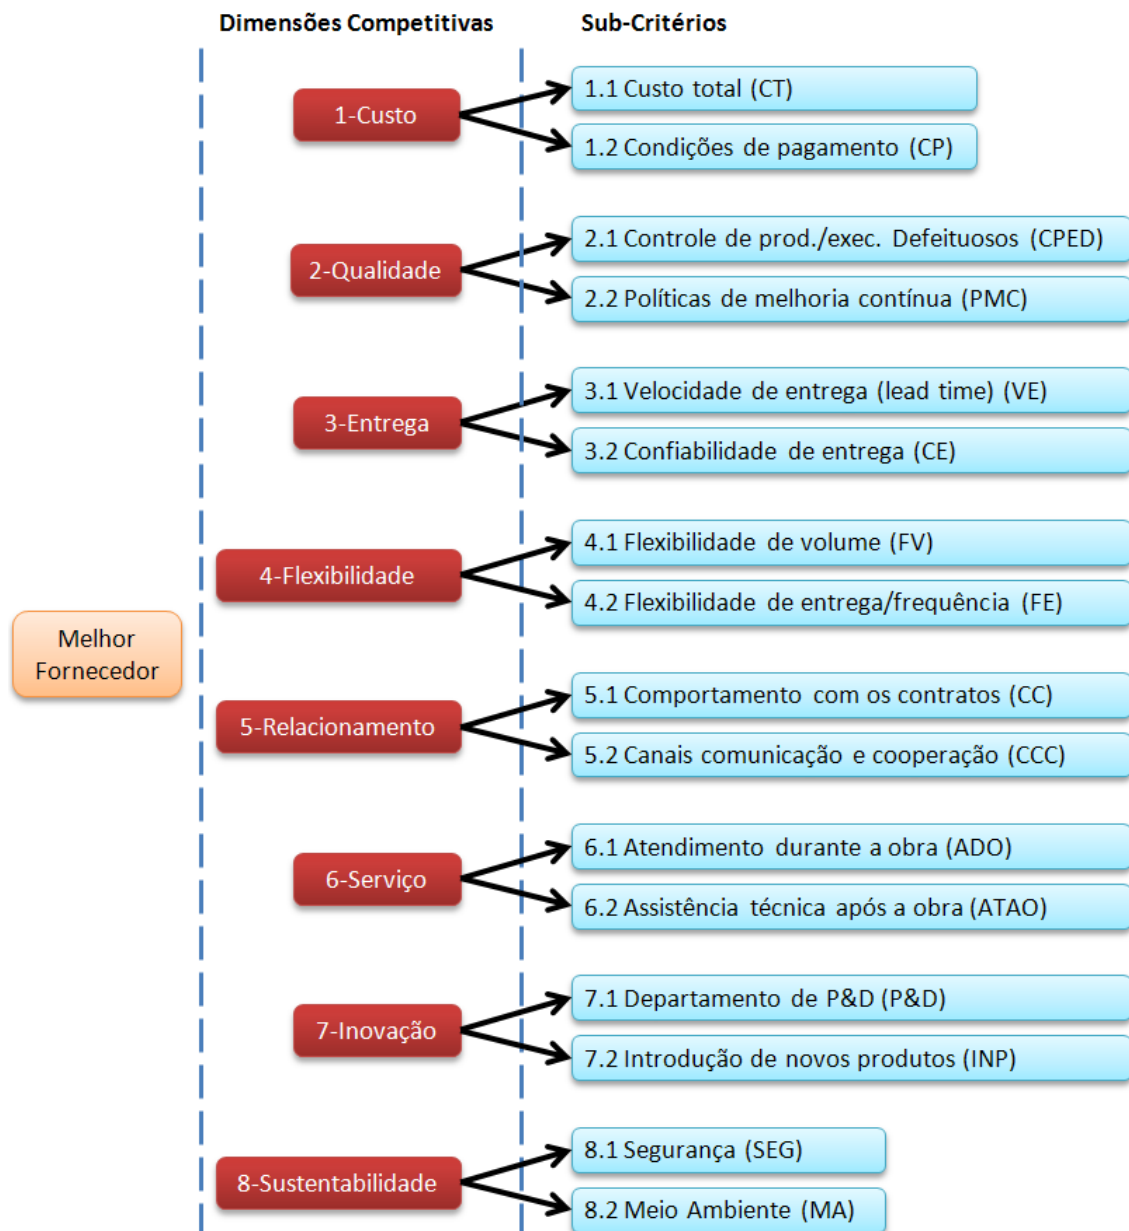 Dimensões Competitivas
Sub-Critérios
1-Custo
1.1 Custo total (CT)
1.2 Condições de pagamento (CP)
2-Qualidade
2.1 Controle de prod./exec. Defeituosos (CPED)
2.2 Políticas de melhoria contínua (PMC)
3-Entrega
3.1 Velocidade de entrega (lead time) (VE)
3.2 Confiabilidade de entrega (CE)
4-Flexibilidade
4.1 Flexibilidade de volume (FV)
4.2 Flexibilidade de entrega/frequência (FE)
Melhor
Fornecedor
5-Relacionamento
5.1 Comportamento com os contratos (CC)
5.2 Canais comunicação e cooperação (CCC)
6-Serviço
6.1 Atendimento durante a obra (ADO)
6.2 Assistência técnica após a obra (ATAO)
7-Inovação
7.1 Departamento de P&D (P&D)
7.2 Introdução de novos produtos (INP)
8-Sustentabilidade
8.1 Segurança (SEG)
8.2 Meio Ambiente (MA)